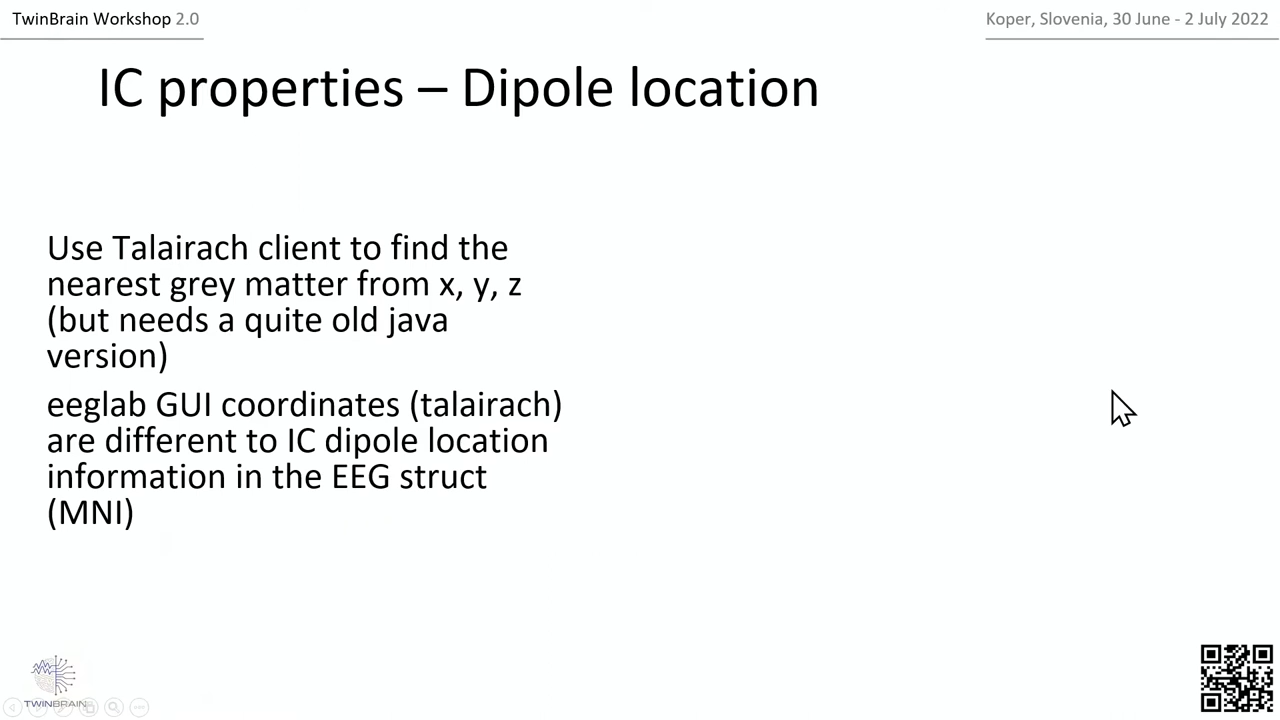 TwinBrain Workshop 2.0
Koper, Slovenia, 30 June - 2 July 2022
IC properties – Dipole location
Use Talairach client to find the
nearest grey matter from x, y, z
(but needs a quite old java
version)
eeglab GUI coordinates (talairach)
are different to IC dipole location
information in the EEG struct
(MNI)
TWINBRAIN